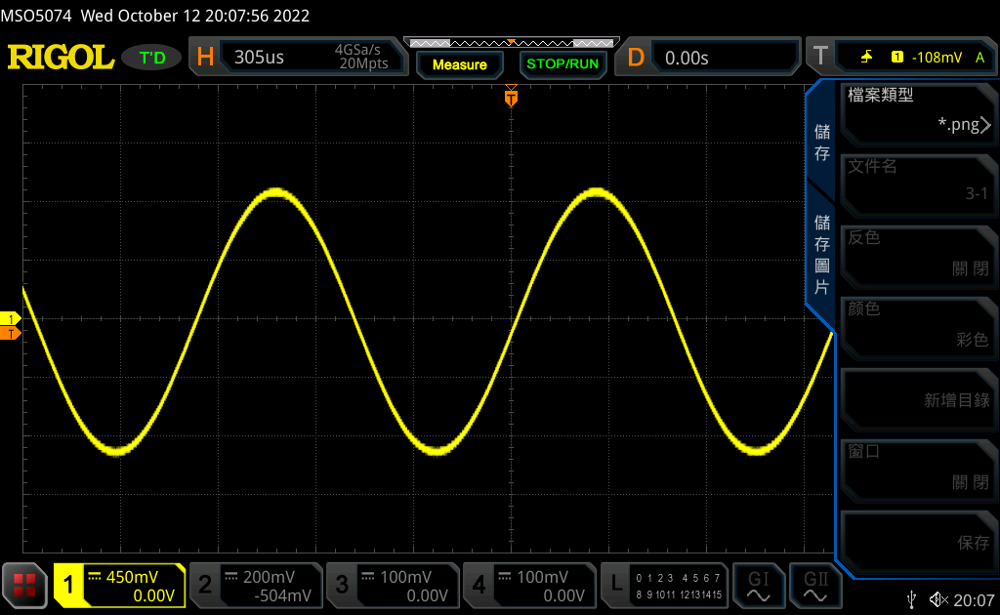 MSO5074 Wed October 12 20:07:56 2022
RIGOL
T'D
H
305us
4GSa/s
20Mpts
Measure
STOP/RUN
D
0.00s
T
1
-108mV
A
T
1
T
儲存
儲存圖片
檔案類型
*.png
文件名
3-1
反色
關閉
颜色
彩色
新增目錄
窗口
關閉
保存
1
450mV
0.00V
2
200mV
-504mV
3
100mV
0.00V
4
100mV
0.00V
L
0 1 2 3 4 5 6 7
8 9 10 11 12 13 14 15
GI
GII
20:07